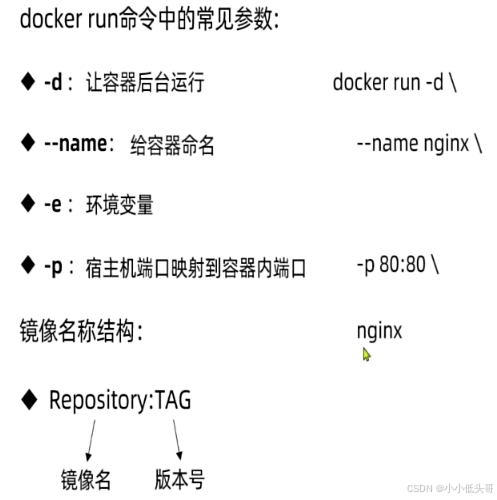 docker run命令中的常见参数:
◆ -d： 让容器后台运行
docker run -d \
◆ --name： 给容器命名
--name nginx \
◆ -e： 环境变量
◆ -p： 宿主机端口映射到容器内端口
-p 80:80 \
镜像名称结构：
nginx
◆ Repository:TAG
镜像名 版本号
CSDN @小小低头哥